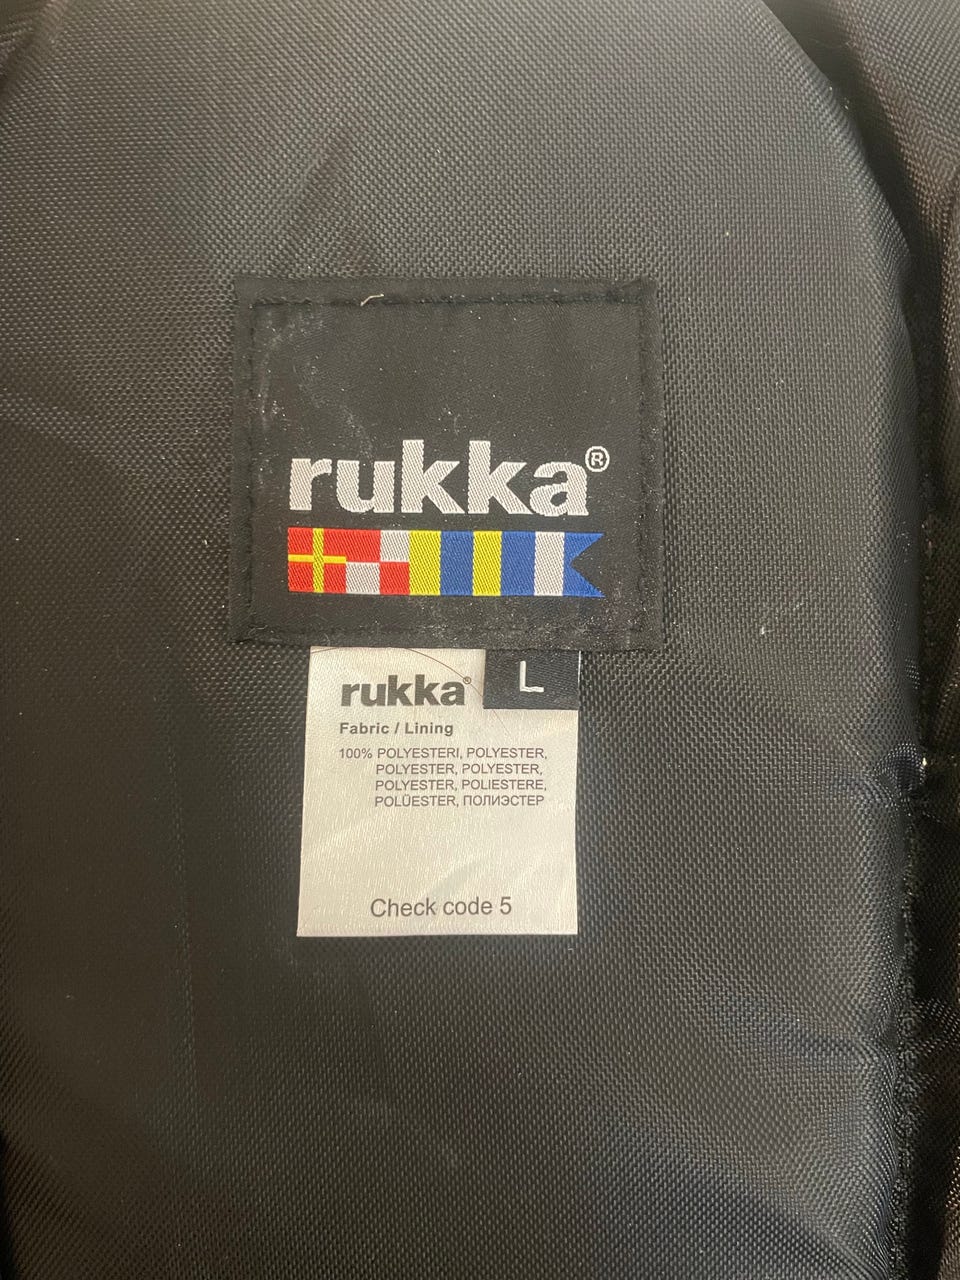 rukka®
rukka®
L
Fabric / Lining
100% POLYESTERI, POLYESTER,
POLYESTER, POLYESTER,
POLYESTER, POLIESTERE,
POLÜESTER, ПОЛИЭСТЕР
Check code 5